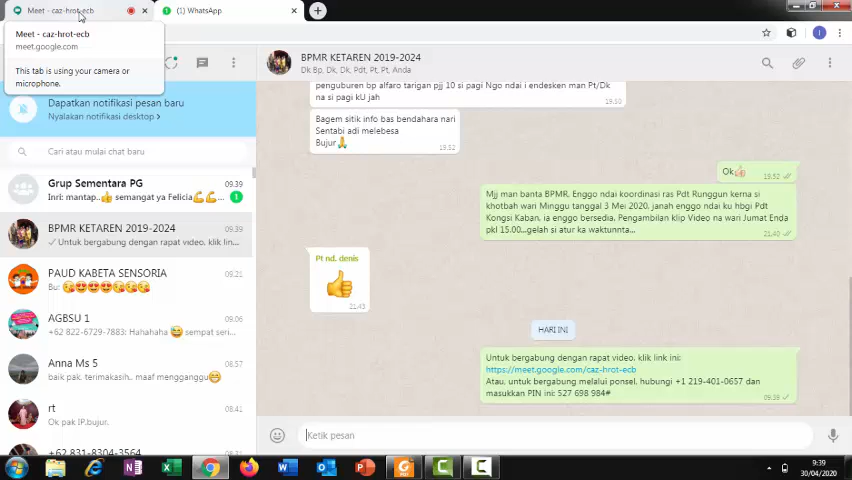 Meet - caz-hrot-ecb
(1) WhatsApp
Meet - caz-hrot-ecb
meet.google.com
This tab is using your camera or
microphone.
Dapatkan notifikasi pesan baru
Nyalakan notifikasi desktop >
Cari atau mulai chat baru
Grup Sementara PG
09.39
Inri: mantap..👍 semangat ya Felicia💪💪...
1
BPMR KETAREN 2019-2024
09.39
✓ Untuk bergabung dengan rapat video, klik lin...
PAUD KABETA SENSORIA
09.21
Bu: 😘😍😍😍😘😘😘
AGBSU 1
09.06
+62 822-6729-7883: Hahahaha 😅 sempat seri...
Anna Ms 5
08.57
baik pak. terimakasih.. maaf mengganggu😁
rt
08.41
Ok pak IP.bujur.
+62 831-8304-3564
08.36
BPMR KETAREN 2019-2024
Dk Bp, Dk, Dk, Pdt, Pt, Pt, Anda
penguburen bp alfaro tarigan pjj 10 si pagi Ngo ndai i endesken man Pt/Dk
na si pagi kU jah
19.50
Bagem sitik info bas bendahara nari
Sentabi adi melebesa
Bujur🙏
19.52
Ok👍
19.52
Mjj man banta BPMR, Enggo ndai koordinasi ras Pdt Runggun kerna si
khotbah wari Minggu tanggal 3 Mei 2020, janah enggo ndai ku hbgi Pdt
Kongsi Kaban, ia enggo bersedia. Pengambilan klip Video na wari Jumat Enda
pkl 15.00...gelah si atur ka waktunnta...
21.40
Pt nd. denis
👍
21.43
HARI INI
Untuk bergabung dengan rapat video, klik link ini:
https://meet.google.com/caz-hrot-ecb
Atau, untuk bergabung melalui ponsel, hubungi +1 219-401-0657 dan
masukkan PIN ini: 527 698 984#
09.39
Ketik pesan
9:39
30/04/2020